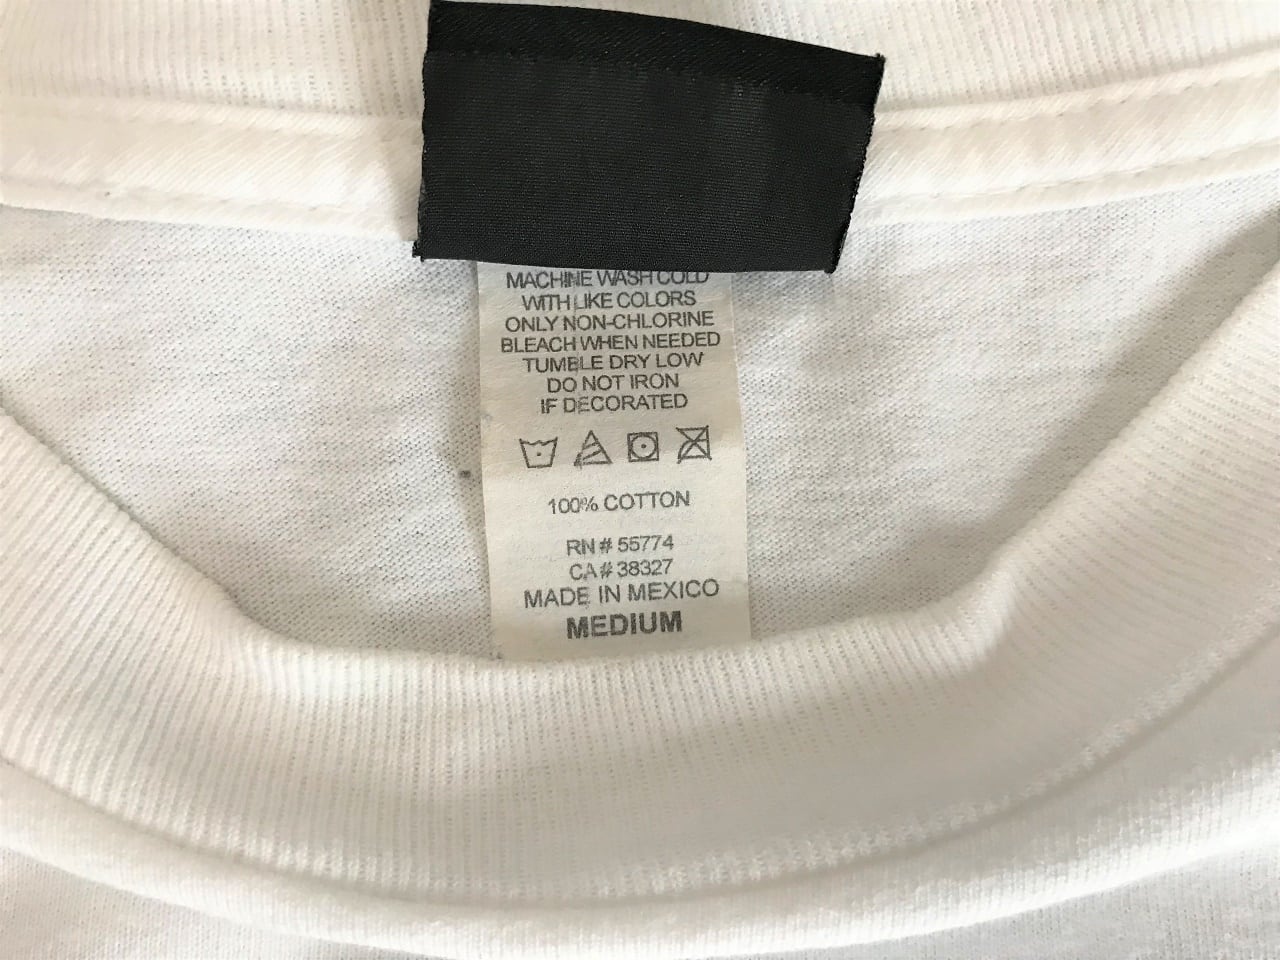 MACHINE WASH COLD
WITH LIKE COLORS
ONLY NON-CHLORINE
BLEACH WHEN NEEDED
TUMBLE DRY LOW
DO NOT IRON
IF DECORATED
100% COTTON
RN # 55774
CA # 38327
MADE IN MEXICO
MEDIUM